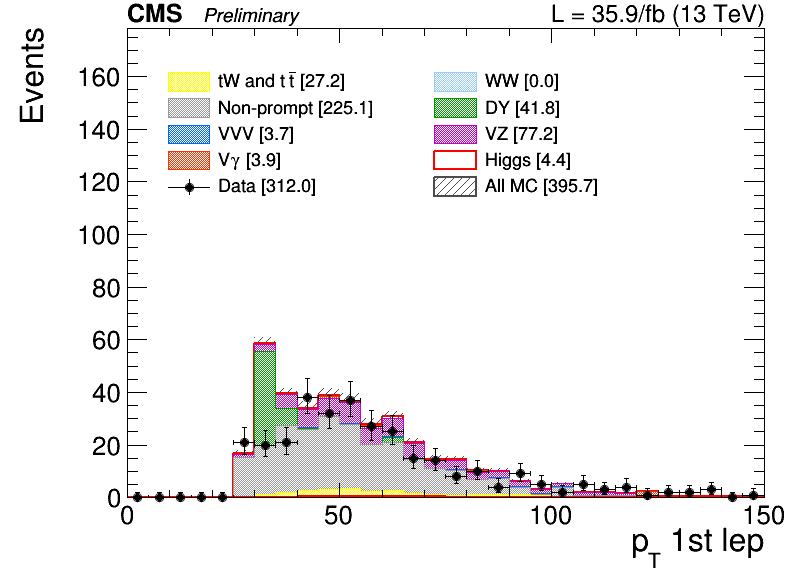 CMS Preliminary L = 35.9/fb (13 TeV)
Events
160
140
120
100
80
60
40
20
0
tW and t t̅ [27.2]
Non-prompt [225.1]
VVV [3.7]
Vγ [3.9]
Data [312.0]
WW [0.0]
DY [41.8]
VZ [77.2]
Higgs [4.4]
All MC [395.7]
0 50 100 150
p_T 1st lep